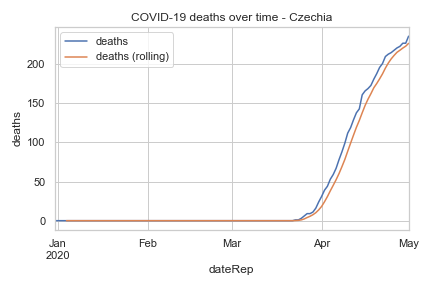 COVID-19 deaths over time - Czechia
deaths
deaths (rolling)
deaths
200
150
100
50
0
Jan
2020
Feb
Mar
Apr
May
dateRep